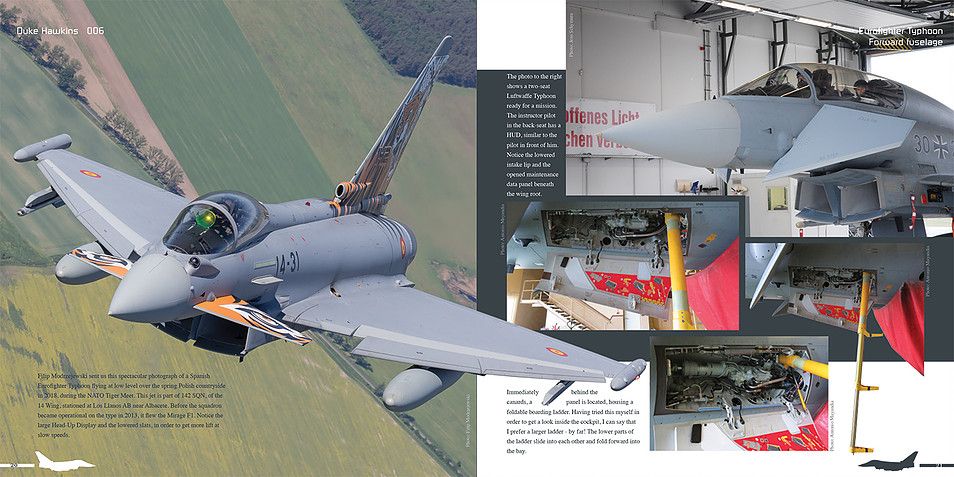 Duke Hawkins 006
14-31
Filip Modrzejewski sent us this spectacular photograph of a Spanish
Eurofighter Typhoon flying at low level over the spring Polish countryside
in 2018, during the NATO Tiger Meet. This jet is part of 142 SQN, of the
14 Wing, stationed at Los Llanos AB near Albacete. Before the squadron
became operational on the type in 2013, it flew the Mirage F1. Notice the
large Head-Up Display and the lowered slats, in order to get more lift at
slow speeds.
Photo: Filip Modrzejewski
Eurofighter Typhoon
Forward fuselage
The photo to the right
shows a two-seat
Luftwaffe Typhoon
ready for a mission.
The instructor pilot
in the back-seat has a
HUD, similar to the
pilot in front of him.
Notice the lowered
intake lip and the
opened maintenance
data panel beneath
the wing root.
offenes Licht
30
Immediately behind the
canards, a panel is located, housing a
foldable boarding ladder. Having tried this myself in
order to get a look inside the cockpit, I can say that
I prefer a larger ladder - by far! The lower parts of
the ladder slide into each other and fold forward into
the bay.